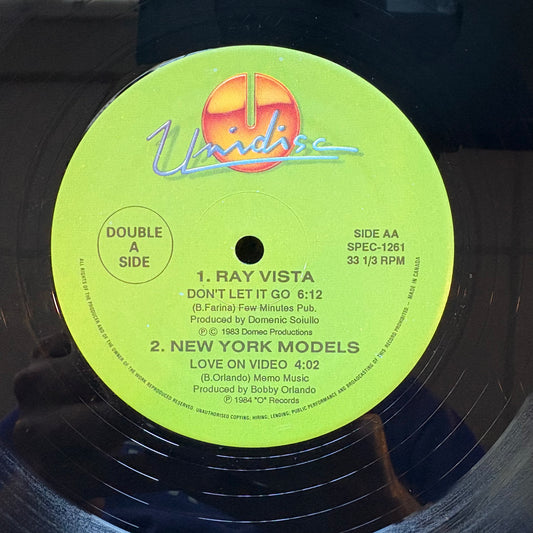 Unidisc
DOUBLE
A
SIDE
SIDE AA
SPEC-1261
33 1/3 RPM
1. RAY VISTA
DON'T LET IT GO 6:12
(B.Farina) Few Minutes Pub.
Produced by Domenic Sciullo
Ⓟ © 1983 Domec Productions
2. NEW YORK MODELS
LOVE ON VIDEO 4:02
(B.Orlando) Memo Music
Produced by Bobby Orlando
Ⓟ 1984 "O" Records
ALL RIGHTS OF THE PRODUCER AND OF THE OWNER OF THE WORK REPRODUCED RESERVED. UNAUTHORISED COPYING; HIRING; LENDING; PUBLIC PERFORMANCE AND BROADCASTING OF THIS RECORD PROHIBITED. — MADE IN CANADA